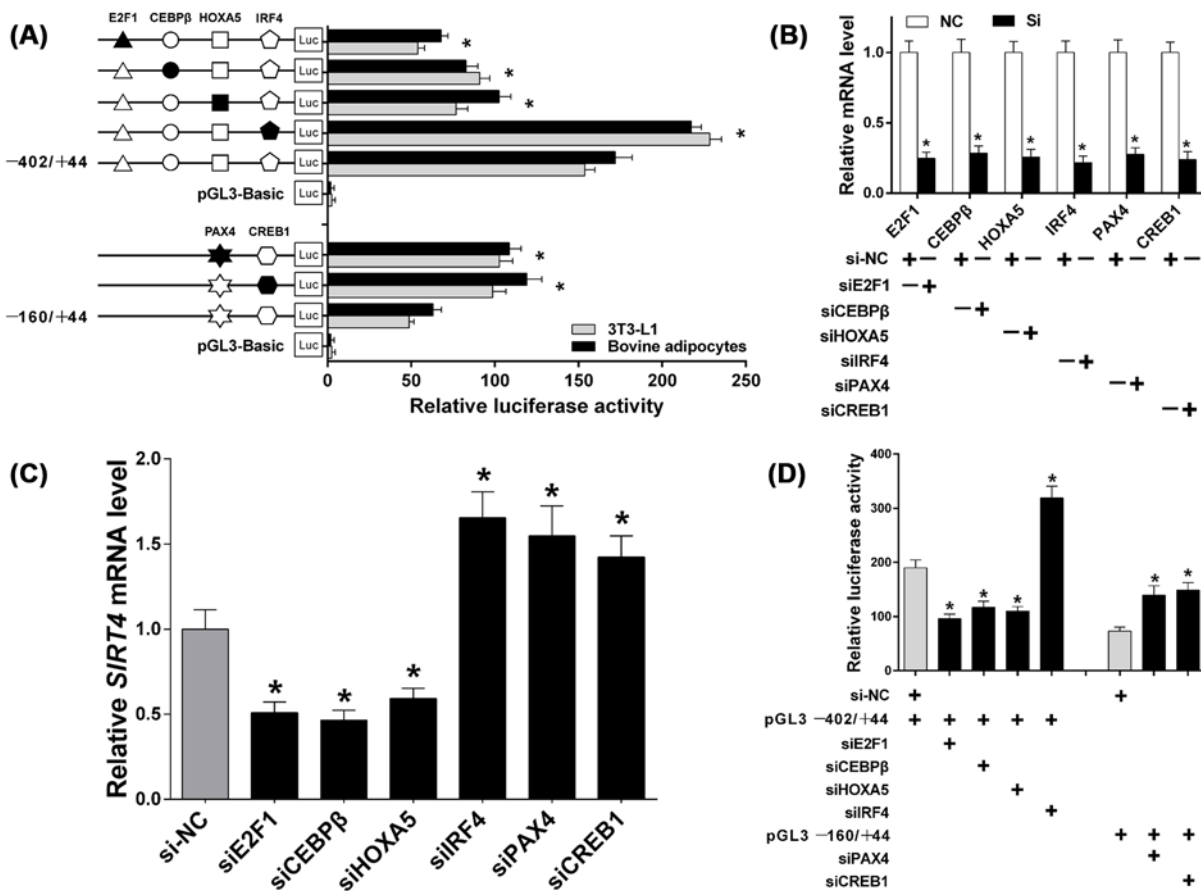 (A)
E2F1 CEBPβ HOXA5 IRF4
Luc
*
Luc
*
Luc
*
Luc
*
−402/+44 Luc
pGL3-Basic Luc
PAX4 CREB1
Luc
*
Luc
*
−160/+44 Luc
pGL3-Basic Luc
3T3-L1
Bovine adipocytes
0 50 100 150 200 250
Relative luciferase activity
(B)
NC Si
Relative mRNA level
1.0
0.5
0.0
* * * * * *
E2F1 CEBPβ HOXA5 IRF4 PAX4 CREB1
si-NC + − + − + − + − + − + −
siE2F1 − +
siCEBPβ − +
siHOXA5 − +
siIRF4 − +
siPAX4 − +
siCREB1 − +
(C)
Relative SIRT4 mRNA level
2.0
1.5
1.0
0.5
0.0
* * * * * *
si-NC siE2F1 siCEBPβ siHOXA5 siIRF4 siPAX4 siCREB1
(D)
Relative luciferase activity
400
300
200
100
0
* * * * * *
si-NC + +
pGL3 −402/+44 + + + + +
siE2F1 +
siCEBPβ +
siHOXA5 +
siIRF4 +
pGL3 −160/+44 + + +
siPAX4 +
siCREB1 +